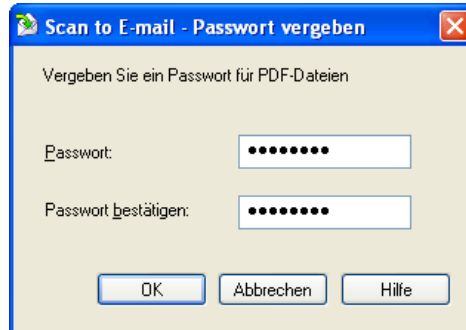 Scan to E-mail - Passwort vergeben
Vergeben Sie ein Passwort für PDF-Dateien
Passwort: ●●●●●●●●
Passwort bestätigen: ●●●●●●●●
OK Abbrechen Hilfe